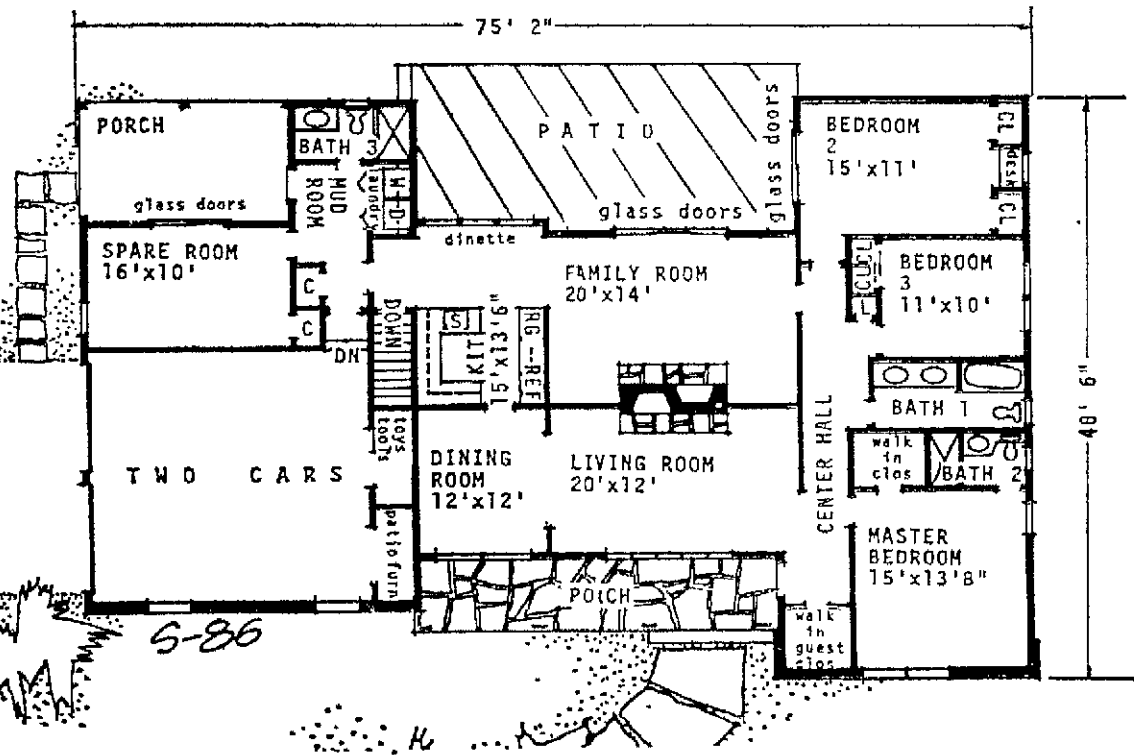 75' 2"
PORCH
BATH 3
PATIO
glass doors
BEDROOM
2
15'x11'
CL
desk
CL
glass doors
MUD
ROOM
laundry
W
D
glass doors
dinette
SPARE ROOM
16'x10'
C
C
DN
DOWN
FAMILY ROOM
20'x14'
CL
CL
L
BEDROOM
3
11'x10'
S
KIT
15'x13'6"
RG
REF
BATH 1
40' 6"
TWO CARS
toys
tools
DINING
ROOM
12'x12'
LIVING ROOM
20'x12'
CENTER HALL
walk
in
clos
BATH 2
MASTER
BEDROOM
15'x13'8"
patio furn
PORCH
walk
in
guest
clos
S-86